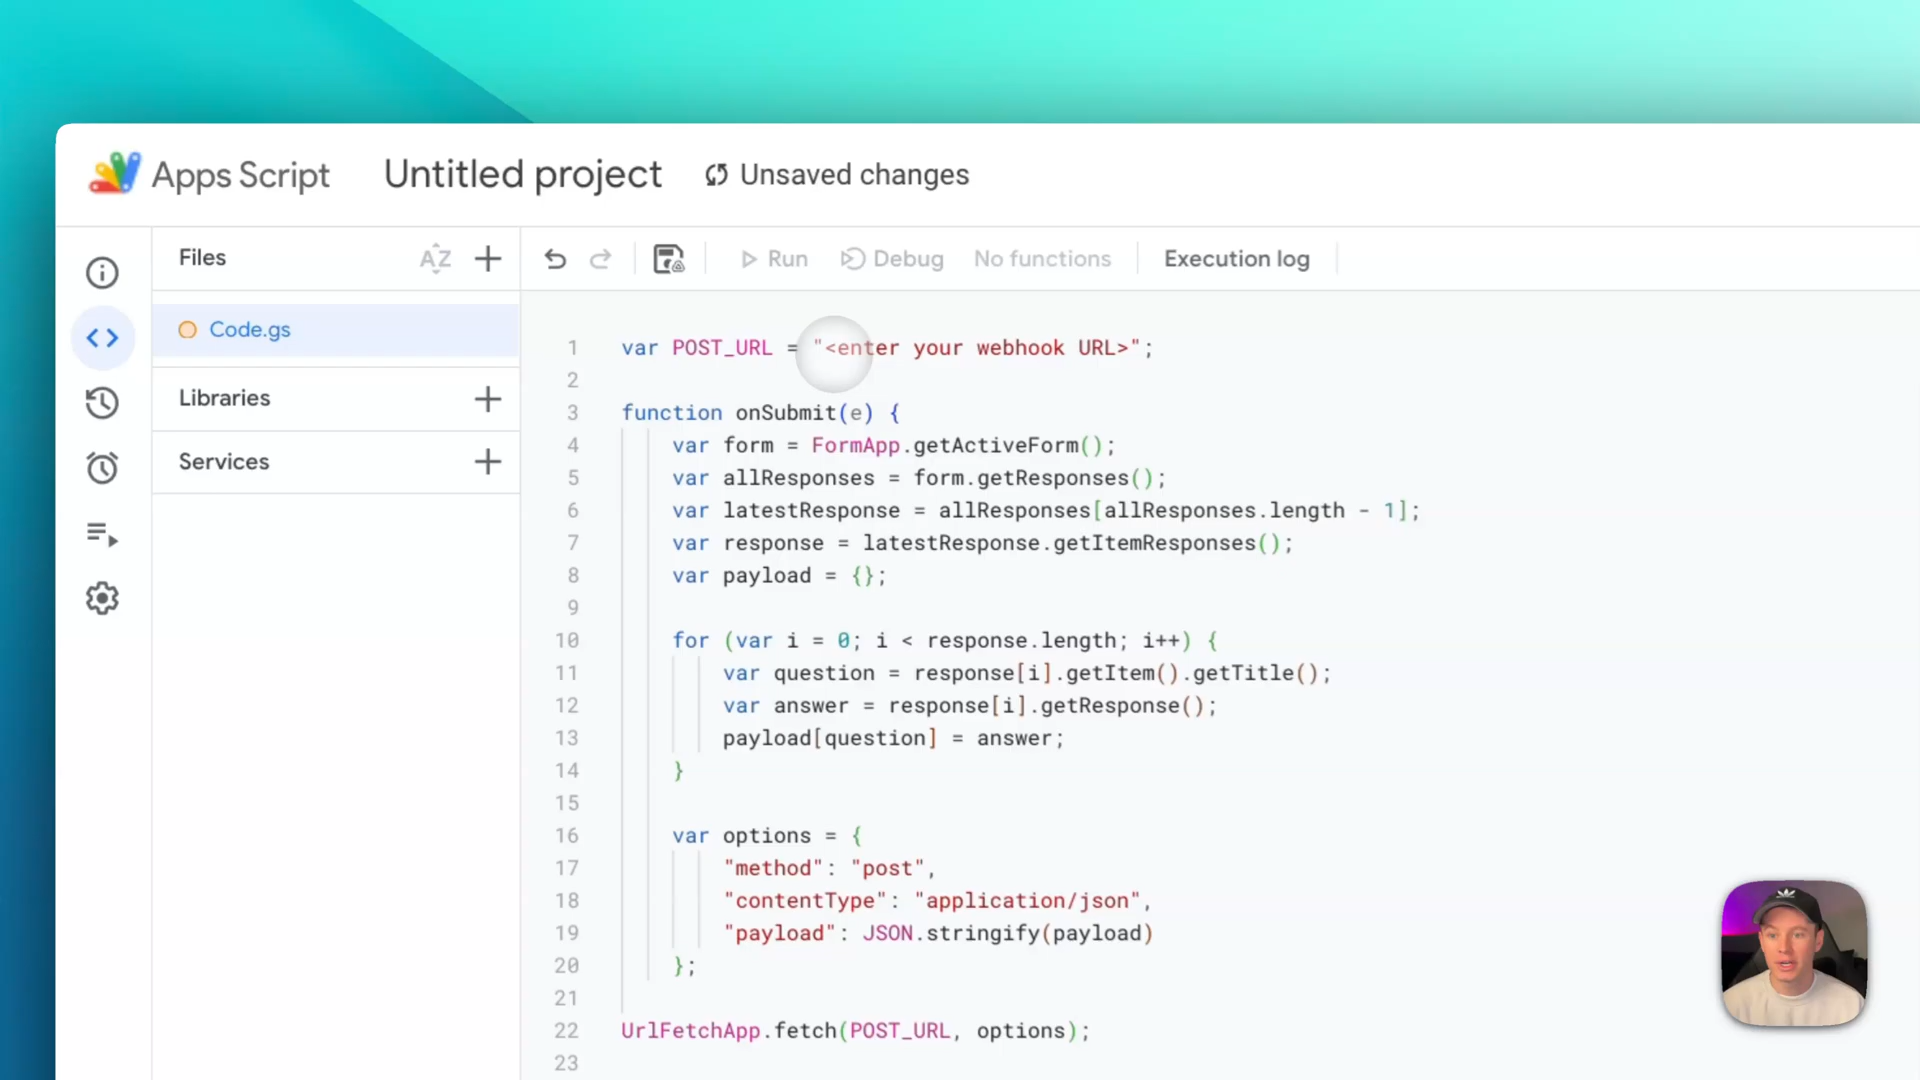 Apps Script Untitled project Unsaved changes
Files AZ
Run Debug No functions Execution log
Code.gs
Libraries
Services
1 var POST_URL = "<enter your webhook URL>";
2
3 function onSubmit(e) {
4 var form = FormApp.getActiveForm();
5 var allResponses = form.getResponses();
6 var latestResponse = allResponses[allResponses.length - 1];
7 var response = latestResponse.getItemResponses();
8 var payload = {};
9
10 for (var i = 0; i < response.length; i++) {
11 var question = response[i].getItem().getTitle();
12 var answer = response[i].getResponse();
13 payload[question] = answer;
14 }
15
16 var options = {
17 "method": "post",
18 "contentType": "application/json",
19 "payload": JSON.stringify(payload)
20 };
21
22 UrlFetchApp.fetch(POST_URL, options);
23